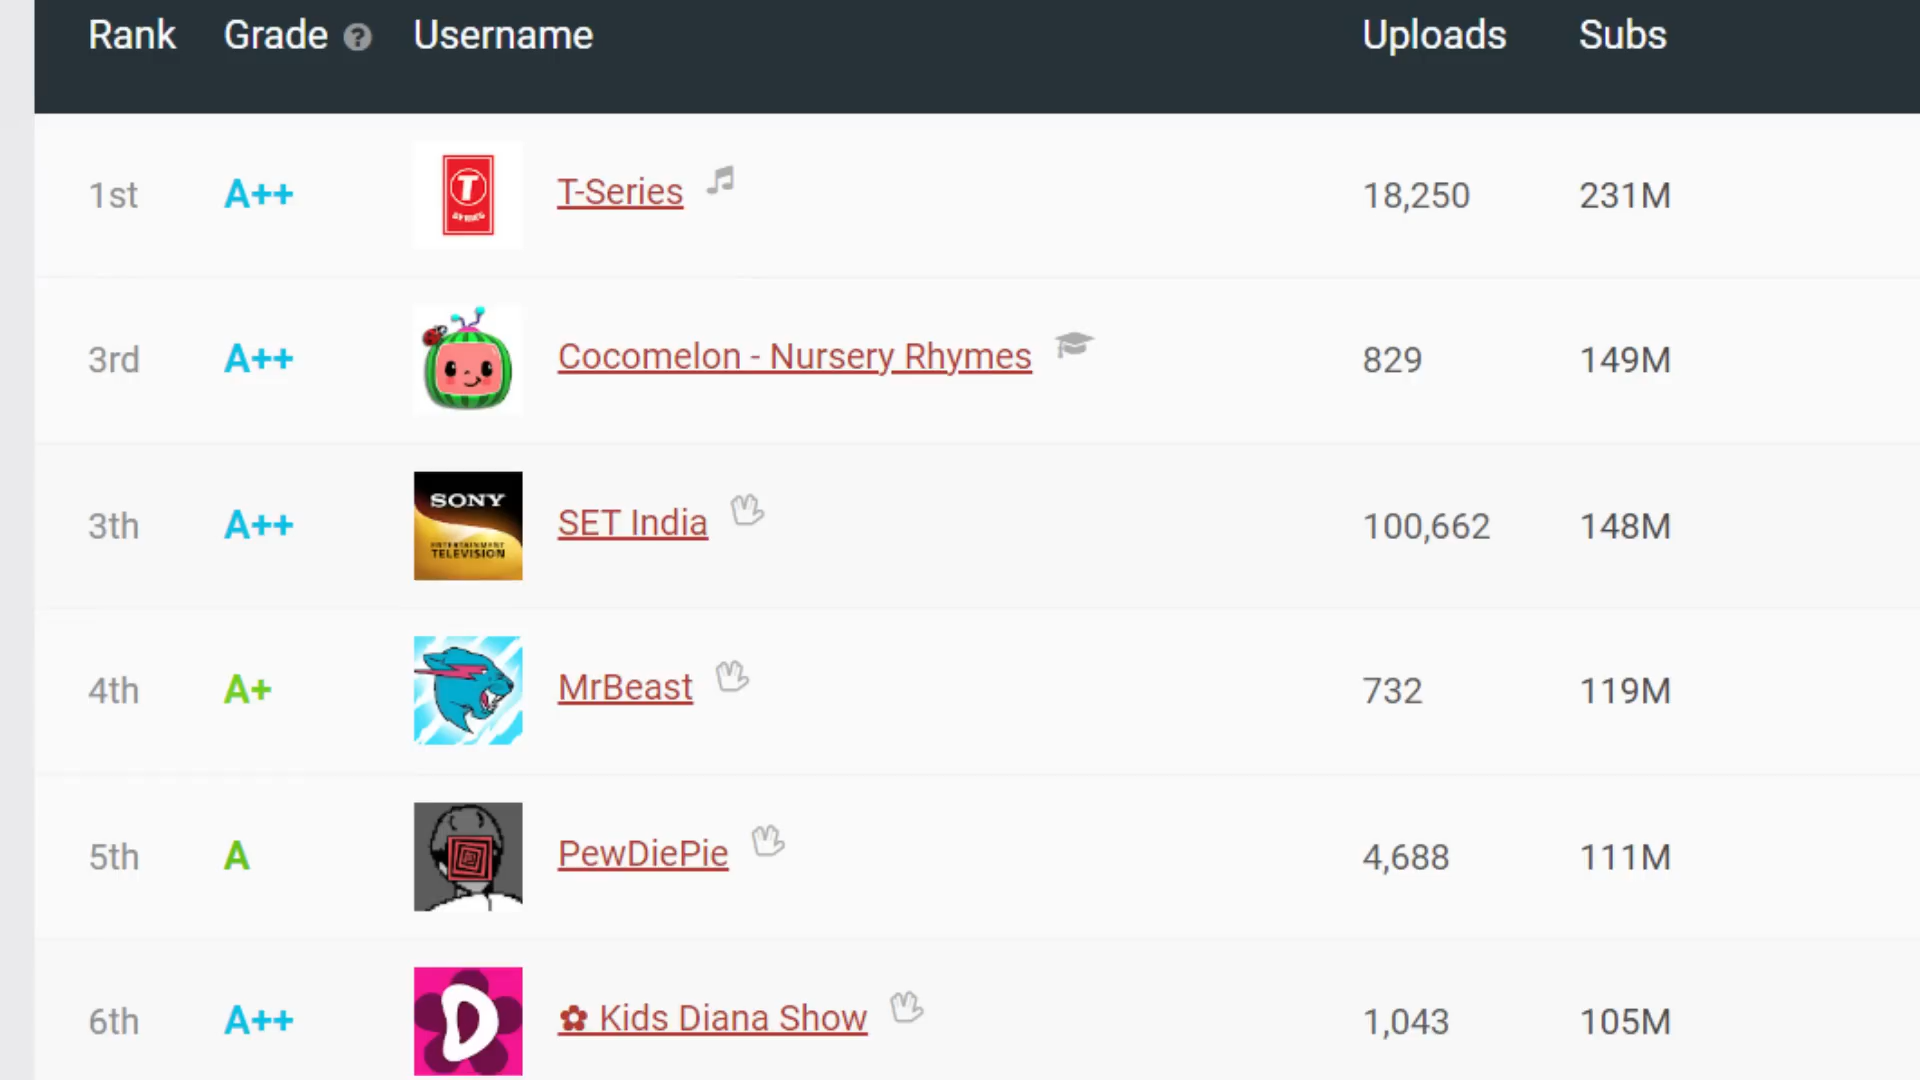 Rank Grade ? Username Uploads Subs
1st A++ T-Series 18,250 231M
3rd A++ Cocomelon - Nursery Rhymes 829 149M
3th A++ SONY ENTERTAINMENT TELEVISION SET India 100,662 148M
4th A+ MrBeast 732 119M
5th A PewDiePie 4,688 111M
6th A++ D ✿ Kids Diana Show 1,043 105M